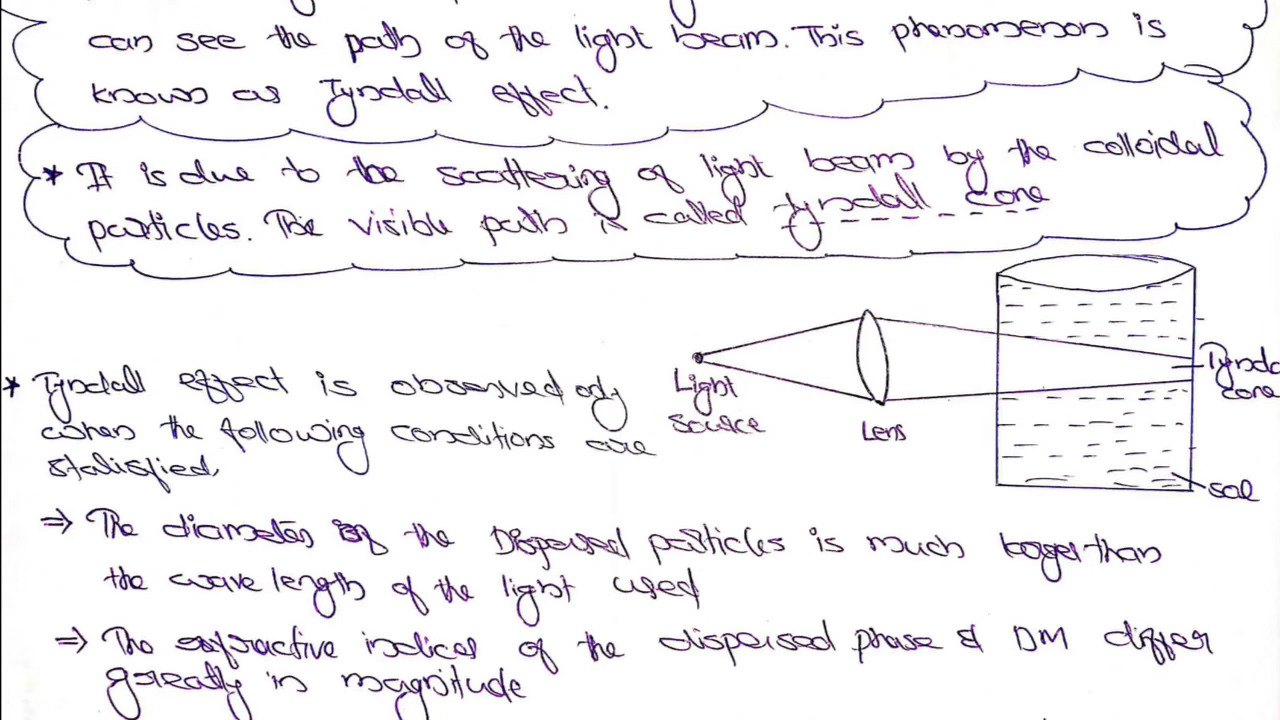 can see the path of the light beam. This phenomenon is
known as Tyndall effect.
* It is due to the scattering of light beam by the colloidal
particles. The visible path is called tyndall cone
* Tyndall effect is observed only
when the following conditions are
statisfied,
Light
source
Lens
Tynda
cone
sol
⇒ The diameter of the Dispersed particles is much larger than
the wave length of the light used
⇒ The refractive indices of the dispersed phase & DM differ
greatly in magnitude